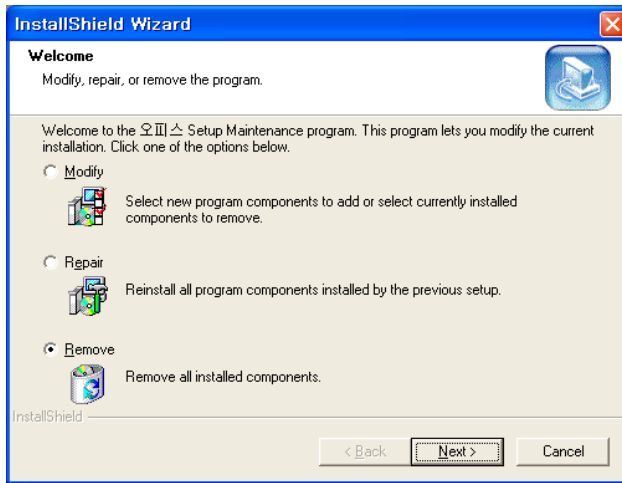 InstallShield Wizard
Welcome
Modify, repair, or remove the program.
Welcome to the 오피스 Setup Maintenance program. This program lets you modify the current
installation. Click one of the options below.
Modify
Select new program components to add or select currently installed
components to remove.
Repair
Reinstall all program components installed by the previous setup.
Remove
Remove all installed components.
InstallShield
< Back
Next >
Cancel